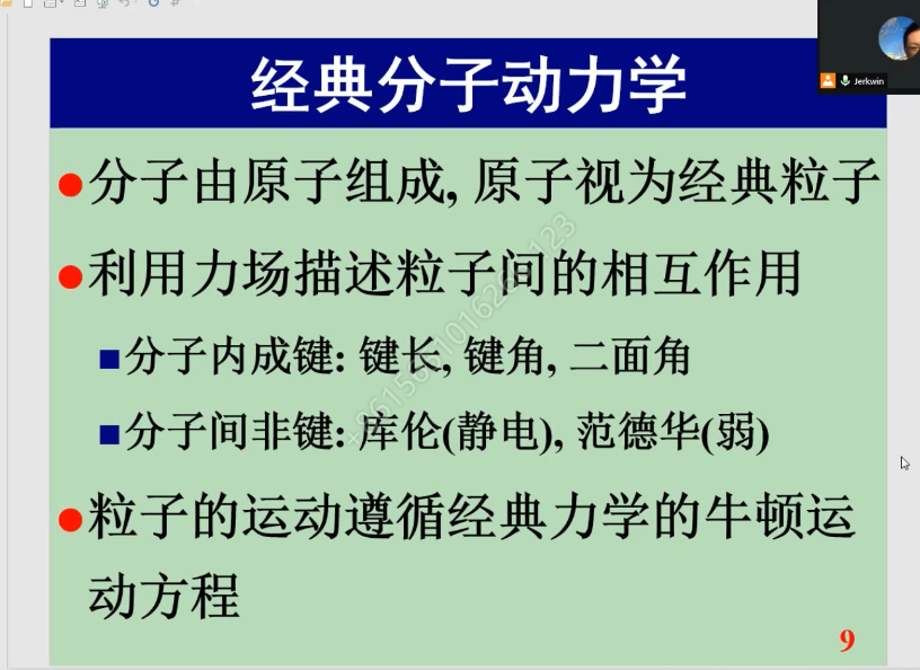 经典分子动力学
Jerkwin
●分子由原子组成, 原子视为经典粒子
●利用力场描述粒子间的相互作用
■分子内成键: 键长, 键角, 二面角
■分子间非键: 库伦(静电), 范德华(弱)
●粒子的运动遵循经典力学的牛顿运
动方程
9